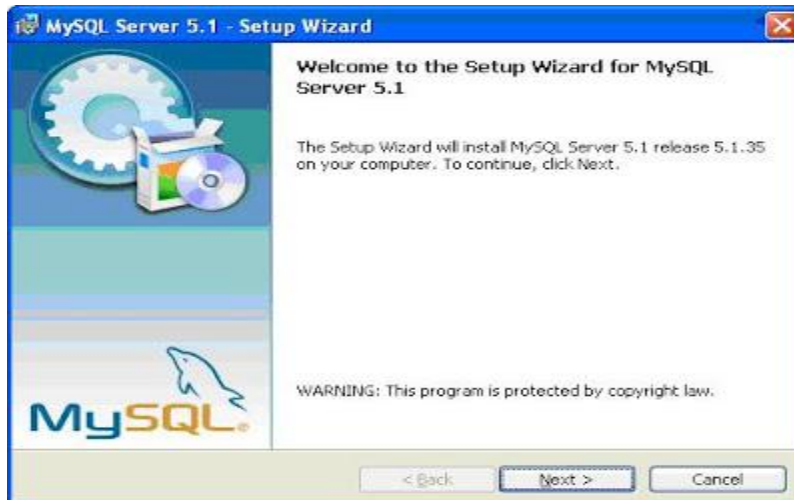 MySQL Server 5.1 - Setup Wizard
Welcome to the Setup Wizard for MySQL
Server 5.1
The Setup Wizard will install MySQL Server 5.1 release 5.1.35
on your computer. To continue, click Next.
WARNING: This program is protected by copyright law.
MySQL®
< Back
Next >
Cancel